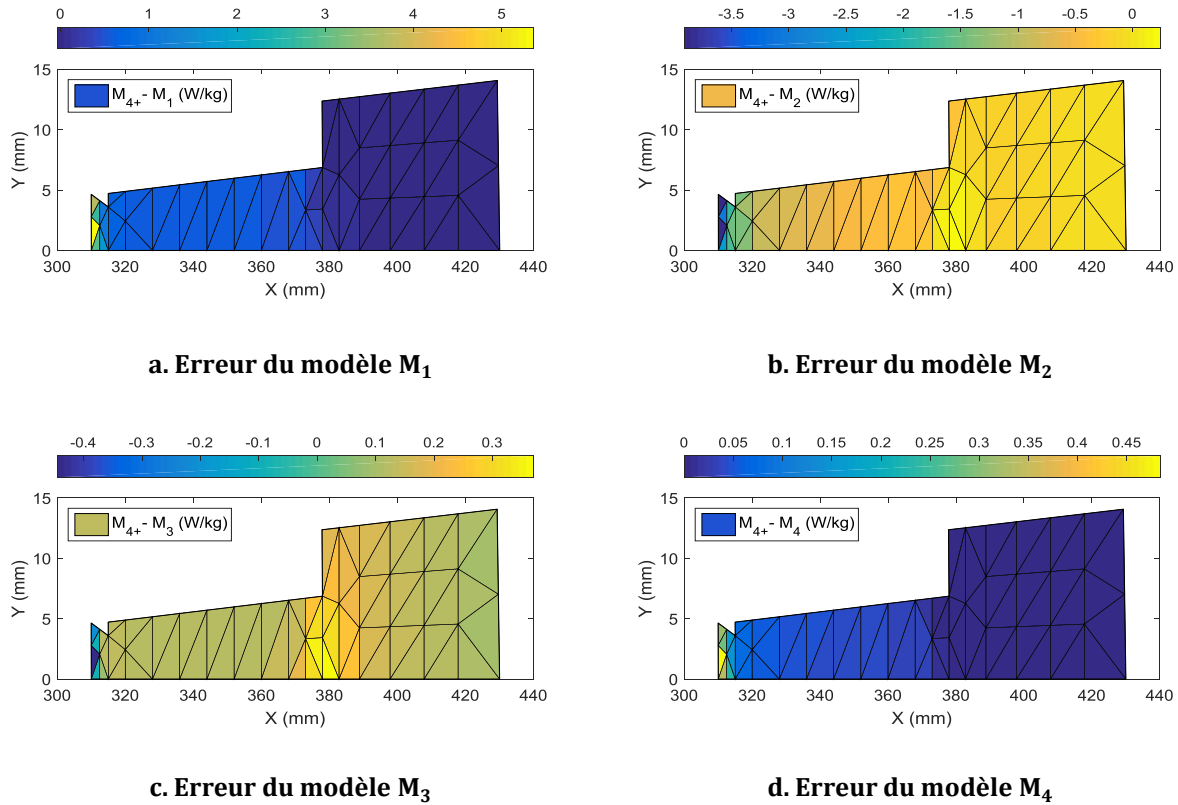 0 1 2 3 4 5
15
10
5
0
Y (mm)
M4+- M1 (W/kg)
300 320 340 360 380 400 420 440
X (mm)
a. Erreur du modèle M1
-3.5 -3 -2.5 -2 -1.5 -1 -0.5 0
15
10
5
0
Y (mm)
M4+- M2 (W/kg)
300 320 340 360 380 400 420 440
X (mm)
b. Erreur du modèle M2
-0.4 -0.3 -0.2 -0.1 0 0.1 0.2 0.3
15
10
5
0
Y (mm)
M4+- M3 (W/kg)
300 320 340 360 380 400 420 440
X (mm)
c. Erreur du modèle M3
0 0.05 0.1 0.15 0.2 0.25 0.3 0.35 0.4 0.45
15
10
5
0
Y (mm)
M4+- M4 (W/kg)
300 320 340 360 380 400 420 440
X (mm)
d. Erreur du modèle M4